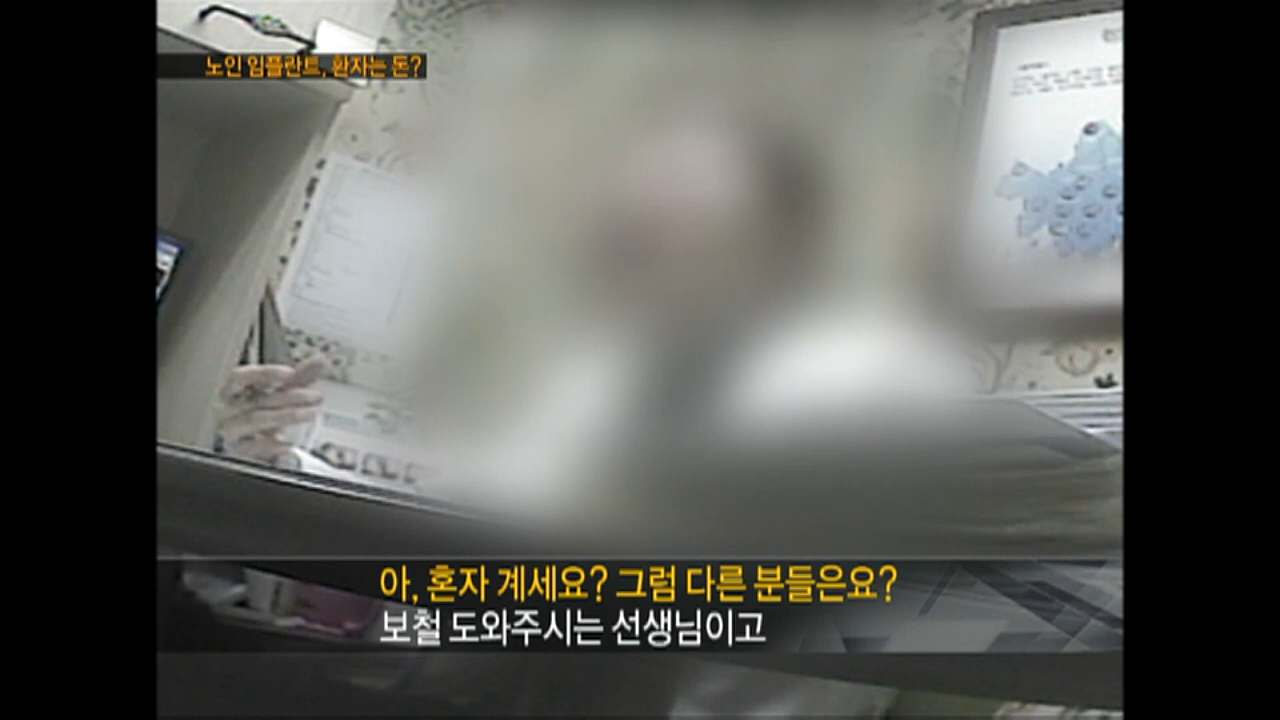 노인 임플란트, 환자는 돈?
아, 혼자 계세요? 그럼 다른 분들은요?
보철 도와주시는 선생님이고